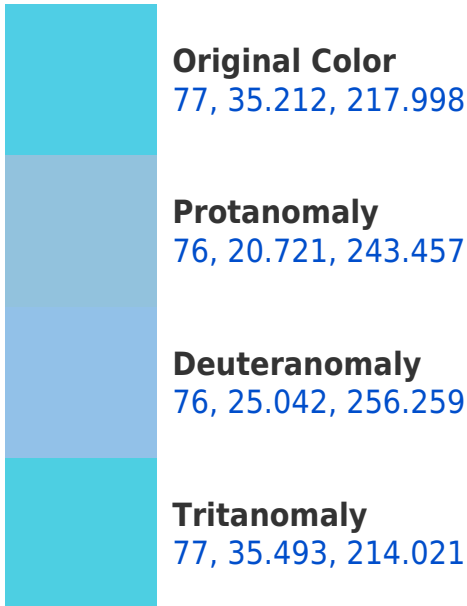 Original Color
77, 35.212, 217.998
Protanomaly
76, 20.721, 243.457
Deuteranomaly
76, 25.042, 256.259
Tritanomaly
77, 35.493, 214.021